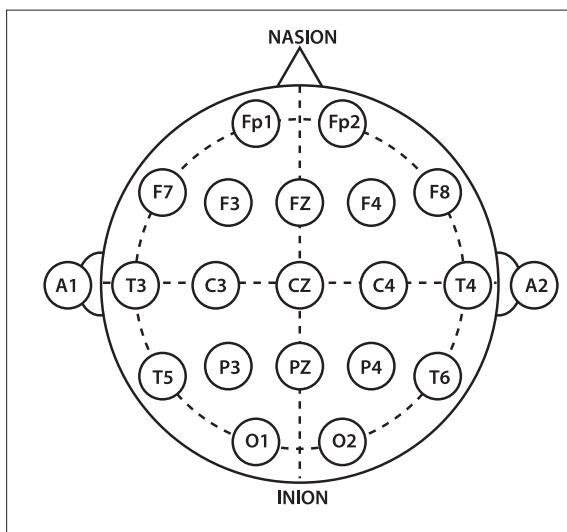 NASION
Fp1 Fp2
F7 F3 FZ F4 F8
A1 T3 C3 CZ C4 T4 A2
T5 P3 PZ P4 T6
O1 O2
INION